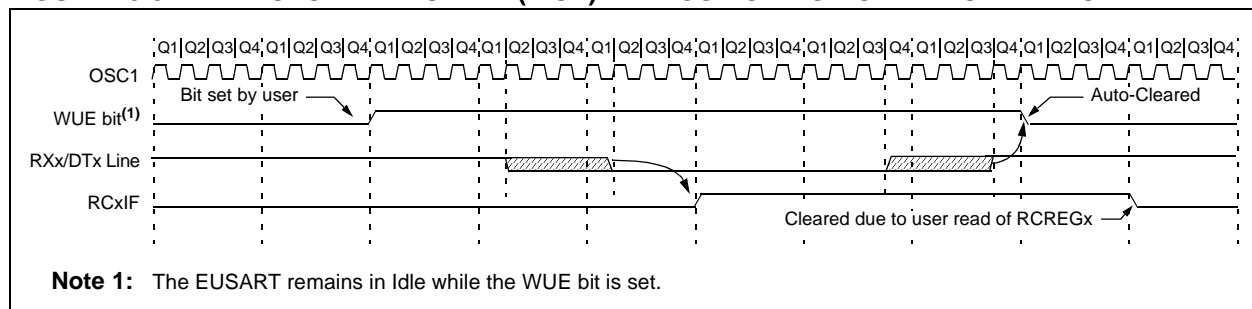 Q1 Q2 Q3 Q4 Q1 Q2 Q3 Q4 Q1 Q2 Q3 Q4 Q1 Q2 Q3 Q4 Q1 Q2 Q3 Q4 Q1 Q2 Q3 Q4 Q1 Q2 Q3 Q4 Q1 Q2 Q3 Q4 Q1 Q2 Q3 Q4 Q1 Q2 Q3 Q4
OSC1
Bit set by user
Auto-Cleared
WUE bit(1)
RXx/DTx Line
RCxIF
Cleared due to user read of RCREGx
Note 1: The EUSART remains in Idle while the WUE bit is set.